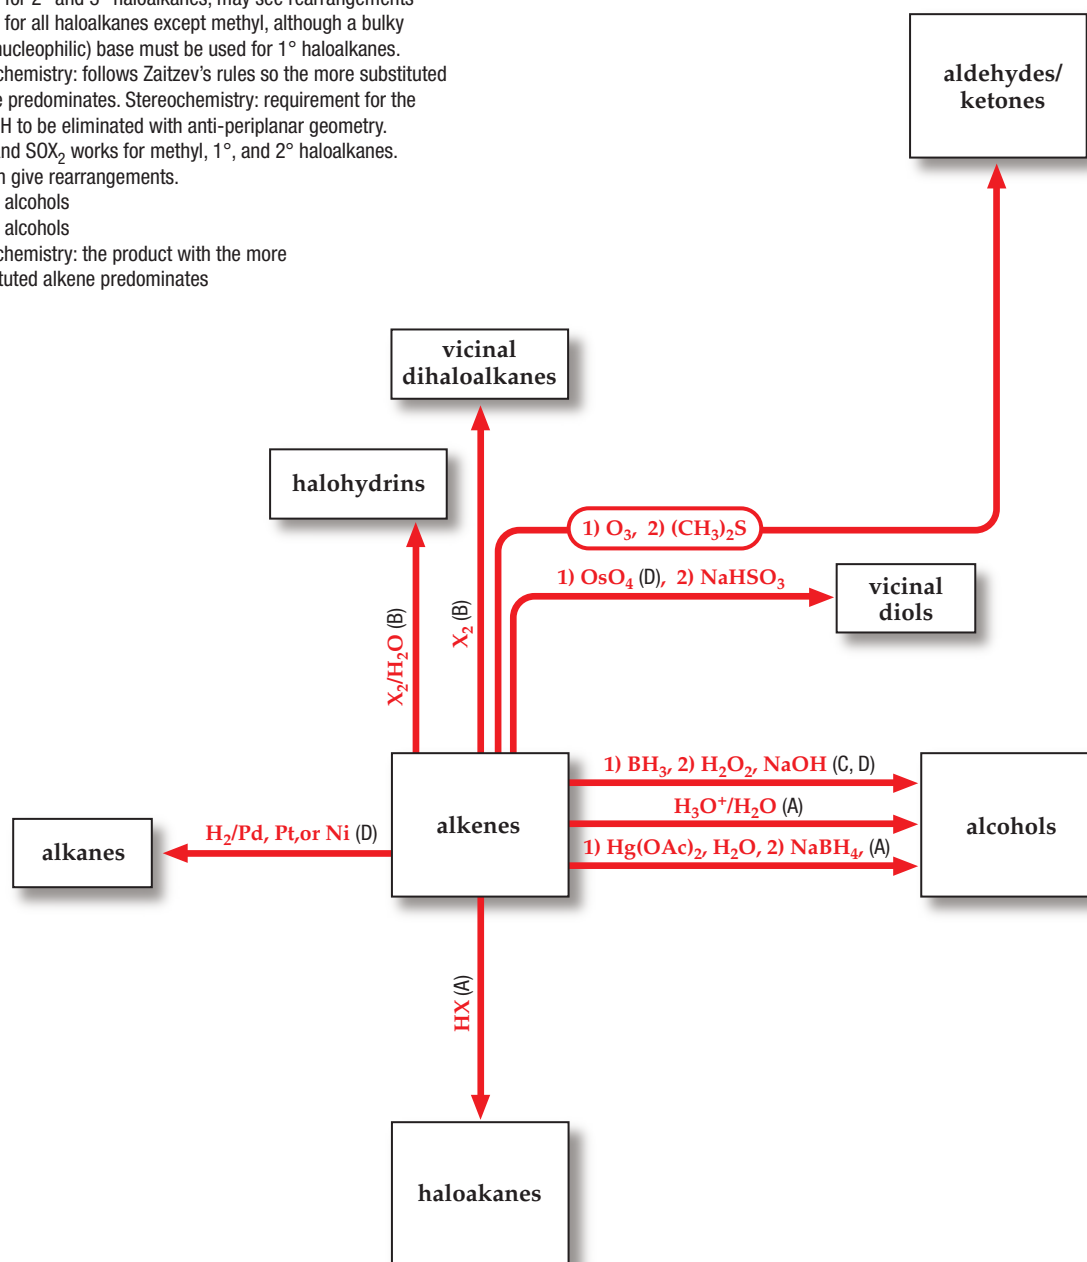 for 2° and 3° haloalkanes, may see rearrangements
for all haloalkanes except methyl, although a bulky
nucleophilic) base must be used for 1° haloalkanes.
chemistry: follows Zaitzev's rules so the more substituted
predominates. Stereochemistry: requirement for the
H to be eliminated with anti-periplanar geometry.
and SOX₂ works for methyl, 1°, and 2° haloalkanes.
give rearrangements.
alcohols
alcohols
chemistry: the product with the more
tuted alkene predominates
aldehydes/
ketones
vicinal
dihaloalkanes
halohydrins
1) O₃, 2) (CH₃)₂S
1) OsO₄ (D), 2) NaHSO₃
vicinal
diols
X₂/H₂O (B)
X₂ (B)
1) BH₃, 2) H₂O₂, NaOH (C, D)
H₃O⁺/H₂O (A)
1) Hg(OAc)₂, H₂O, 2) NaBH₄, (A)
alkenes
alcohols
H₂/Pd, Pt,or Ni (D)
alkanes
HX (A)
haloakanes